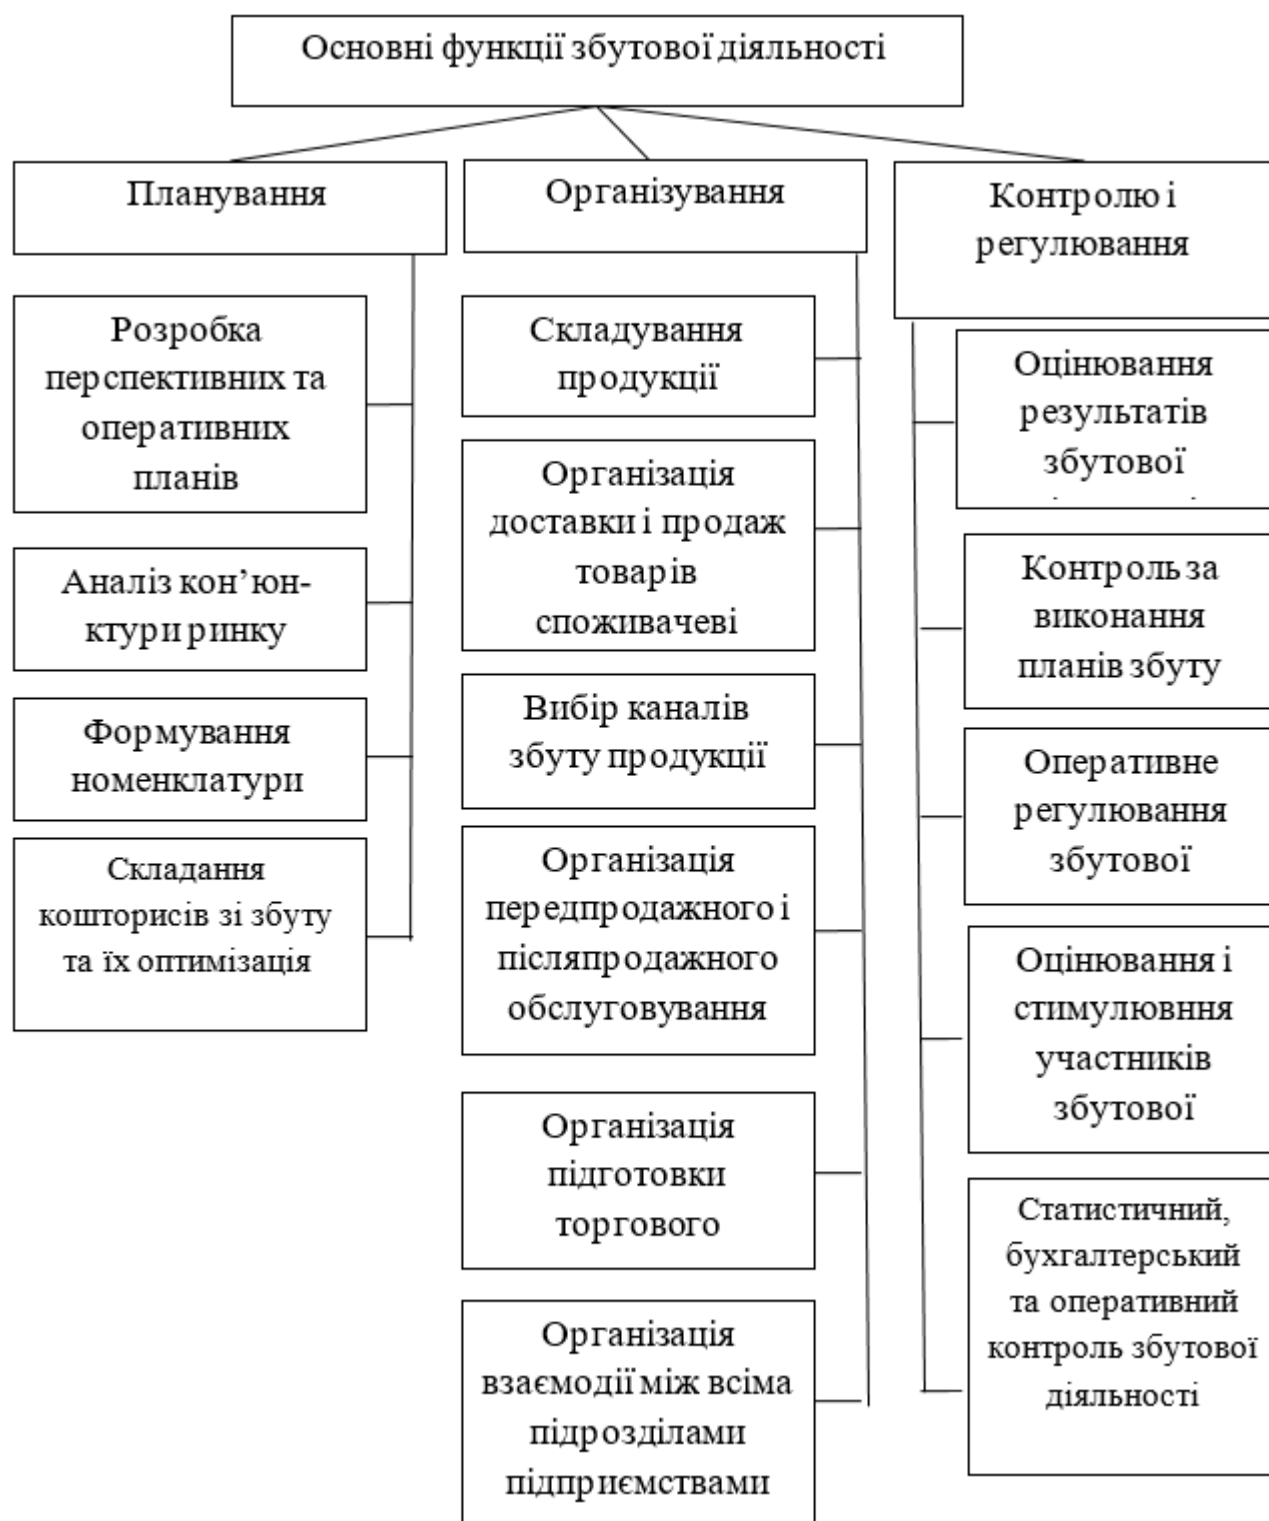 Основні функції збутової діяльності
Планування
Розробка
перспективних та
оперативних
планів
Аналіз кон’юн-
ктури ринку
Формування
номенклатури
Складання
кошторисів зі збуту
та їх оптимізація
Організування
Складування
продукції
Організація
доставки і продаж
товарів
споживачеві
Вибір каналів
збуту продукції
Організація
передпродажного і
післяпродажного
обслуговування
Організація
підготовки
торгового
Організація
взаємодії між всіма
підрозділами
підприємствами
Контролю і
регулювання
Оцінювання
результатів
збутової
Контроль за
виконання
планів збуту
Оперативне
регулювання
збутової
Оцінювання і
стимулювння
участників
збутової
Статистичний,
бухгалтерський
та оперативний
контроль збутової
діяльності